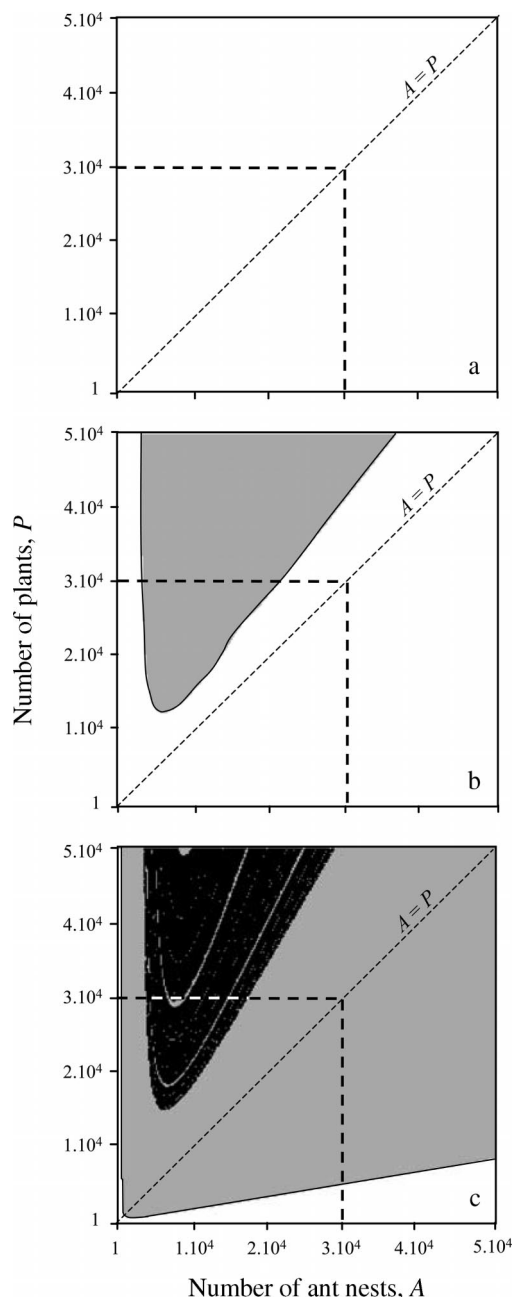 5.10⁴
4.10⁴
3.10⁴
2.10⁴
1.10⁴
1
A = P
a
5.10⁴
4.10⁴
3.10⁴
2.10⁴
1.10⁴
1
A = P
b
Number of plants, P
5.10⁴
4.10⁴
3.10⁴
2.10⁴
1.10⁴
1
A = P
c
1 1.10⁴ 2.10⁴ 3.10⁴ 4.10⁴ 5.10⁴
Number of ant nests, A